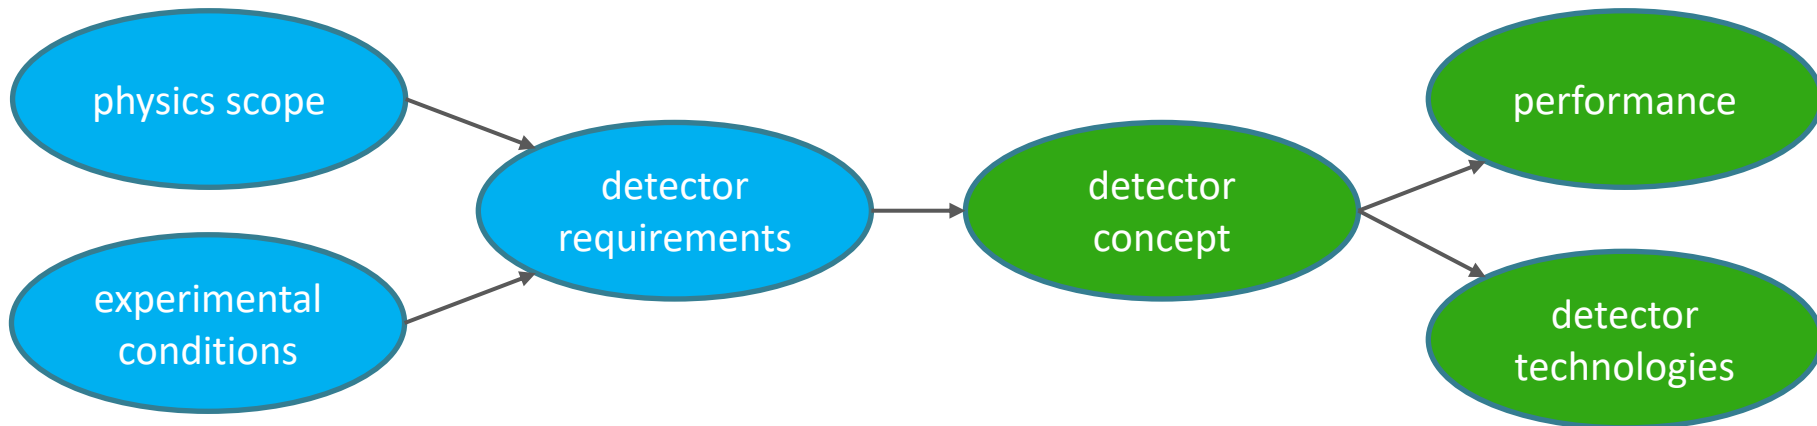 physics scope
experimental
conditions
detector
requirements
detector
concept
performance
detector
technologies